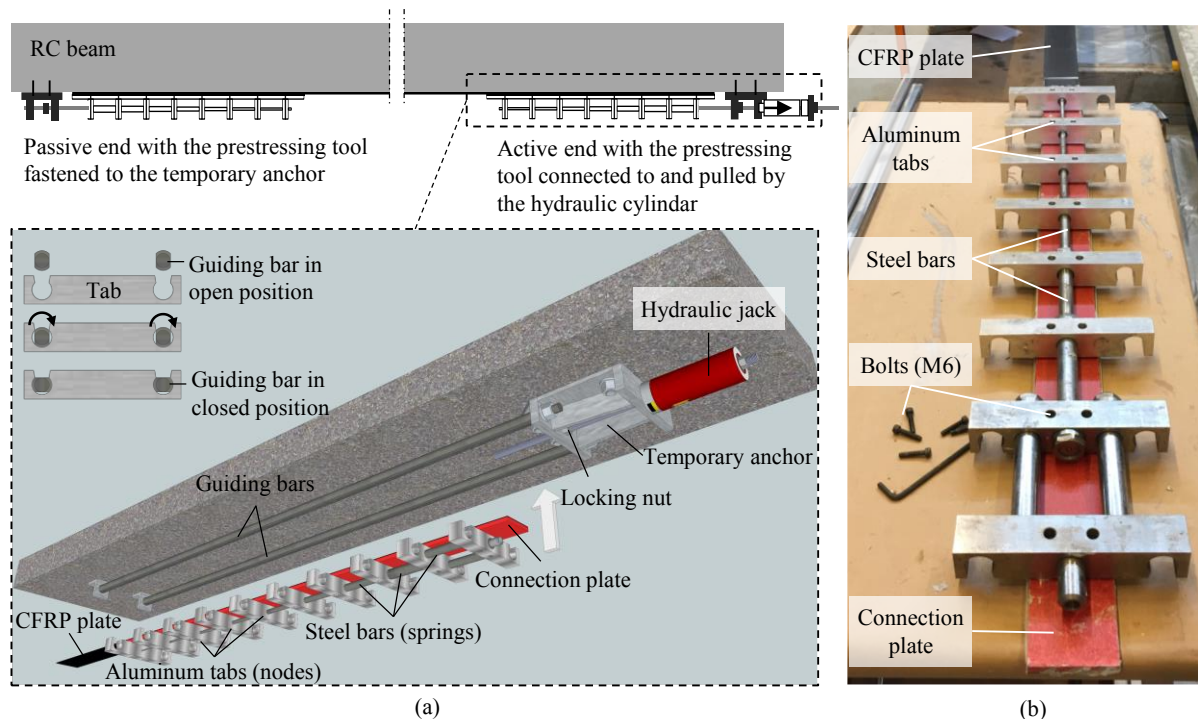 RC beam
Passive end with the prestressing tool
fastened to the temporary anchor
Active end with the prestressing
tool connected to and pulled by
the hydraulic cylindar
Guiding bar in
open position
Tab
Guiding bar in
closed position
Hydraulic jack
Temporary anchor
Locking nut
Guiding bars
Connection plate
Steel bars (springs)
CFRP plate
Aluminum tabs (nodes)
(a)
CFRP plate
Aluminum
tabs
Steel bars
Bolts (M6)
Connection
plate
(b)